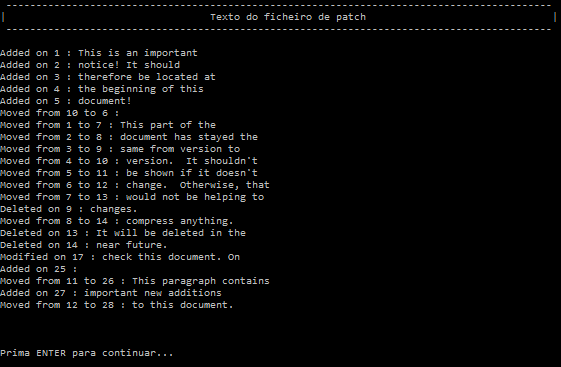 Texto do ficheiro de patch
Added on 1 : This is an important
Added on 2 : notice! It should
Added on 3 : therefore be located at
Added on 4 : the beginning of this
Added on 5 : document!
Moved from 10 to 6 :
Moved from 1 to 7 : This part of the
Moved from 2 to 8 : document has stayed the
Moved from 3 to 9 : same from version to
Moved from 4 to 10 : version.  It shouldn't
Moved from 5 to 11 : be shown if it doesn't
Moved from 6 to 12 : change.  Otherwise, that
Moved from 7 to 13 : would not be helping to
Deleted on 9 : changes.
Moved from 8 to 14 : compress anything.
Deleted on 13 : It will be deleted in the
Deleted on 14 : near future.
Modified on 17 : check this document. On
Added on 25 :
Moved from 11 to 26 : This paragraph contains
Added on 27 : important new additions
Moved from 12 to 28 : to this document.
Prima ENTER para continuar...